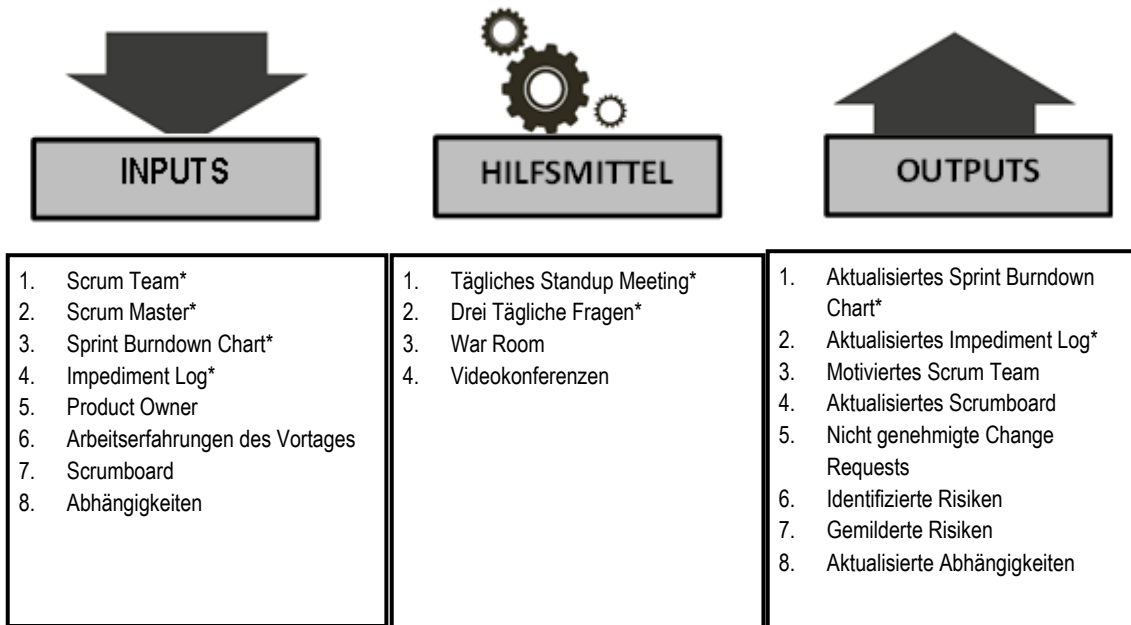 INPUTS
HILFSMITTEL
OUTPUTS
1. Scrum Team*
2. Scrum Master*
3. Sprint Burndown Chart*
4. Impediment Log*
5. Product Owner
6. Arbeitserfahrungen des Vortages
7. Scrumboard
8. Abhängigkeiten
1. Tägliches Standup Meeting*
2. Drei Tägliche Fragen*
3. War Room
4. Videokonferenzen
1. Aktualisiertes Sprint Burndown
Chart*
2. Aktualisiertes Impediment Log*
3. Motiviertes Scrum Team
4. Aktualisiertes Scrumboard
5. Nicht genehmigte Change
Requests
6. Identifizierte Risiken
7. Gemilderte Risiken
8. Aktualisierte Abhängigkeiten